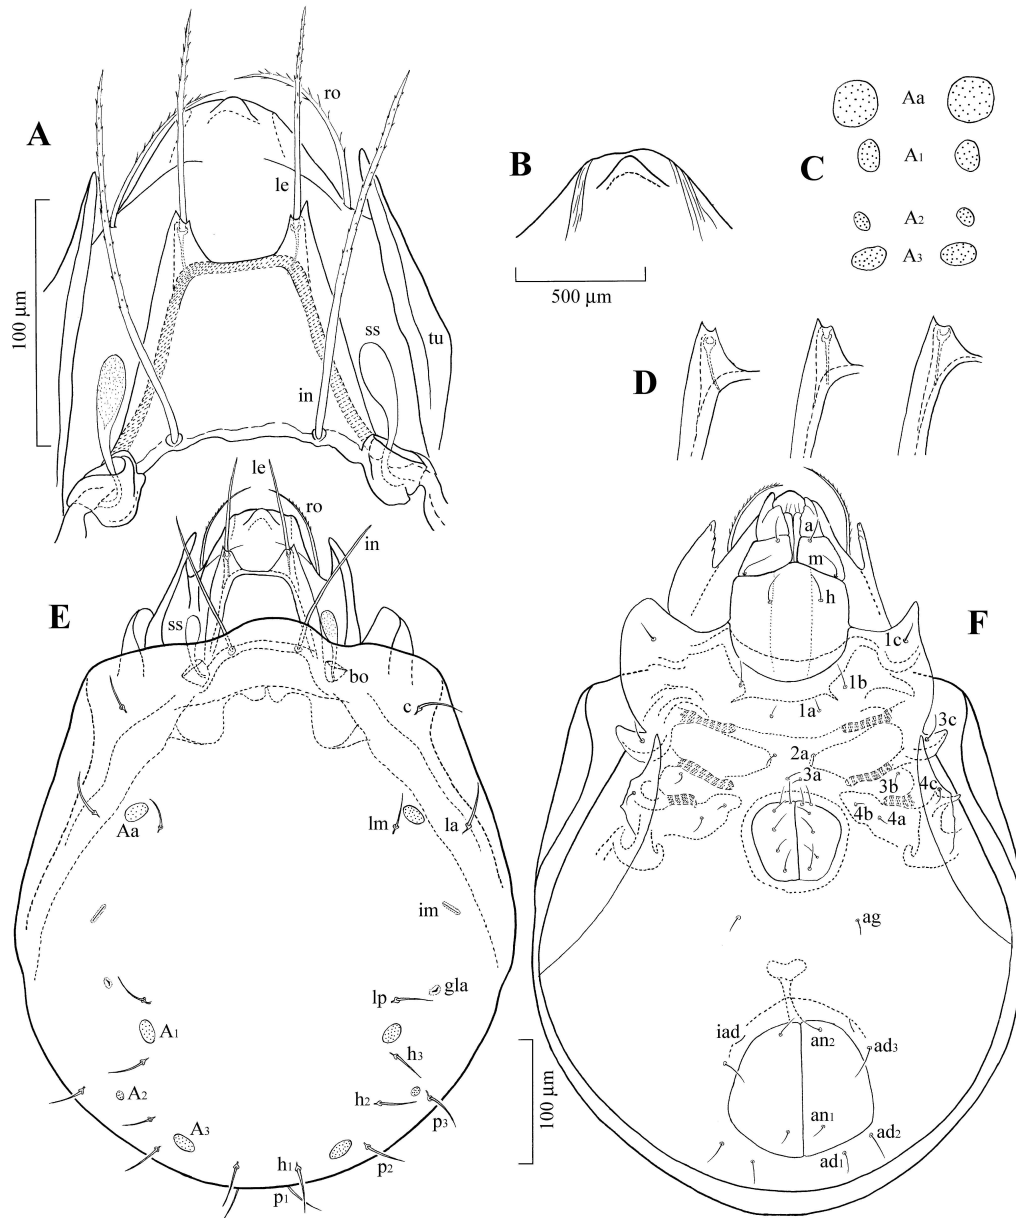 A
ro
le
ss
tu
in
100 µm
B
500 µm
C
Aa
A1
A2
A3
D
E
le
ro
in
ss
bo
c
Aa
lm
la
im
lp
gla
A1
h3
A2
h2
p3
A3
p2
h1
p1
100 µm
F
a
m
h
1c
1b
1a
3c
2a
3a
3b
4c
4b
4a
ag
iad
an2
ad3
an1
ad2
ad1